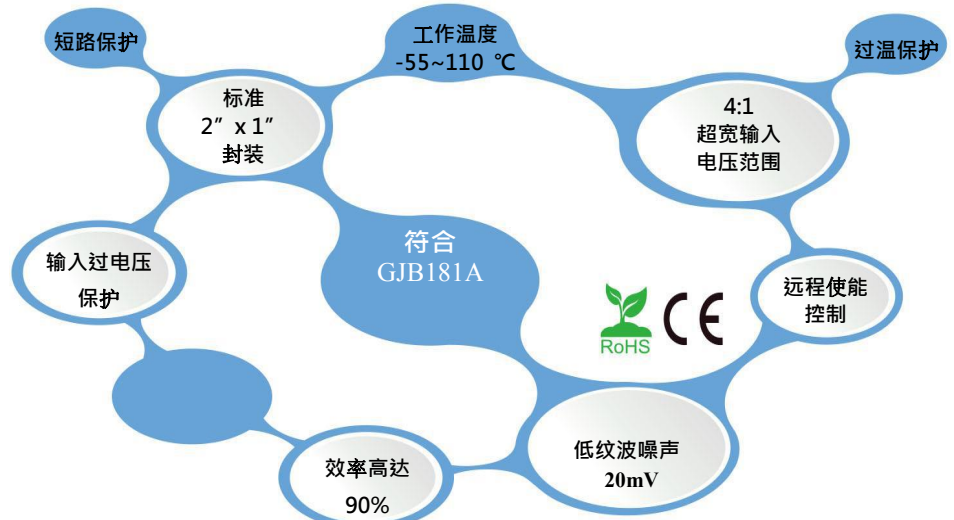 短路保护
工作温度
-55~110 ℃
过温保护
标准
2” x 1”
封装
4:1
超宽输入
电压范围
符合
GJB181A
输入过电压
保护
远程使能
控制
RoHS
CE
低纹波噪声
20mV
效率高达
90%